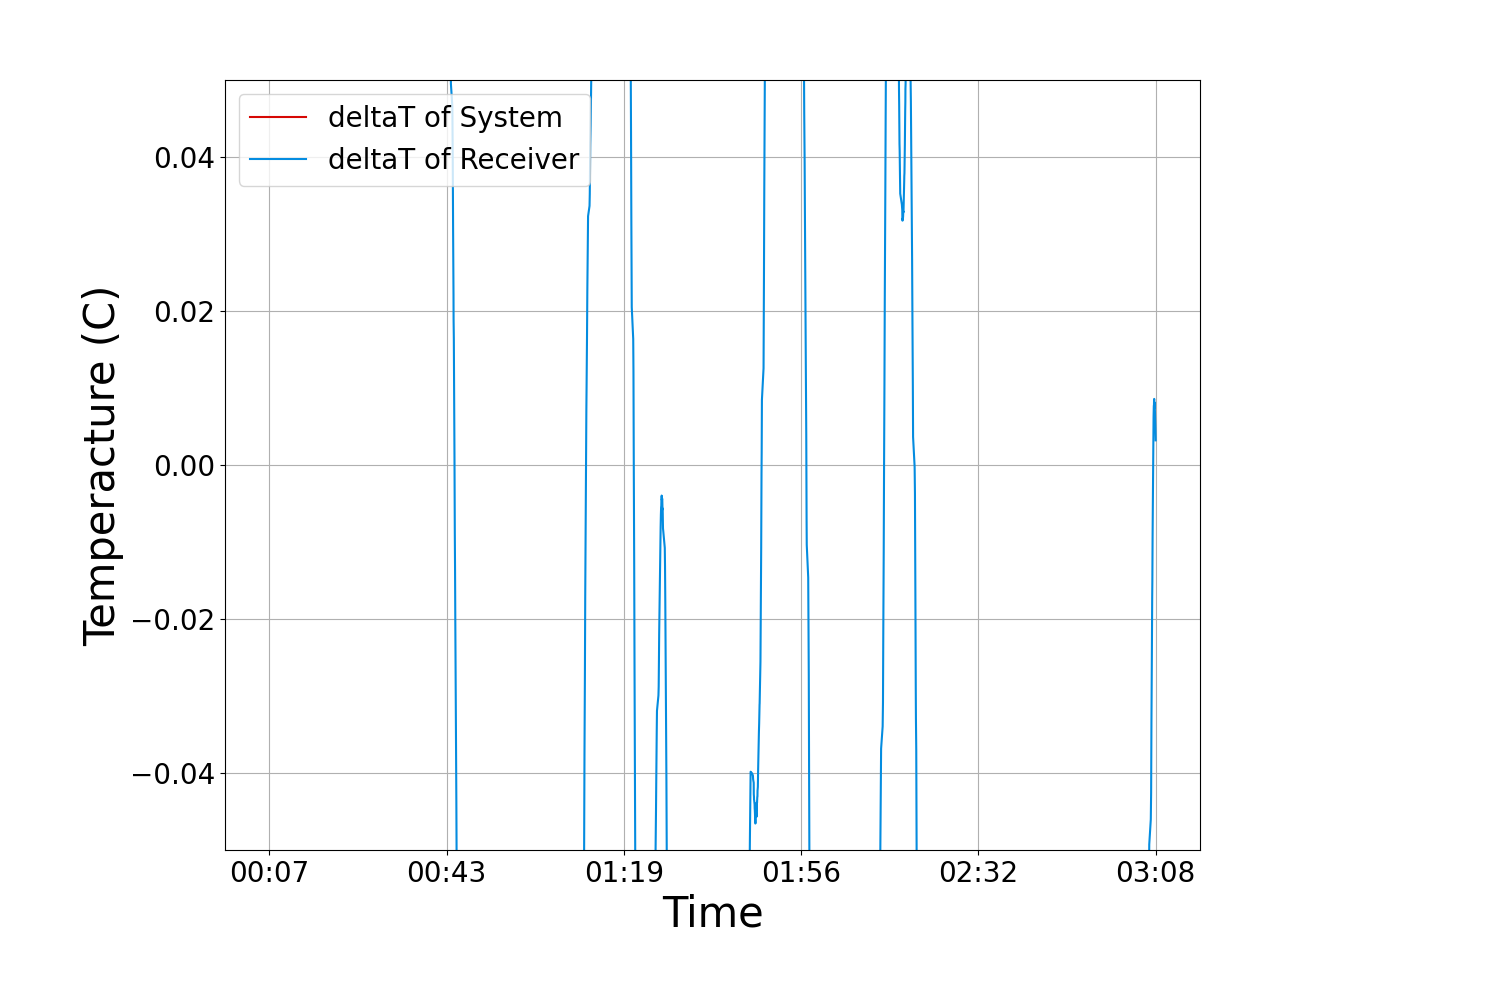 deltaT of System
deltaT of Receiver
0.04
0.02
0.00
−0.02
−0.04
Temperacture (C)
00:07 00:43 01:19 01:56 02:32 03:08
Time